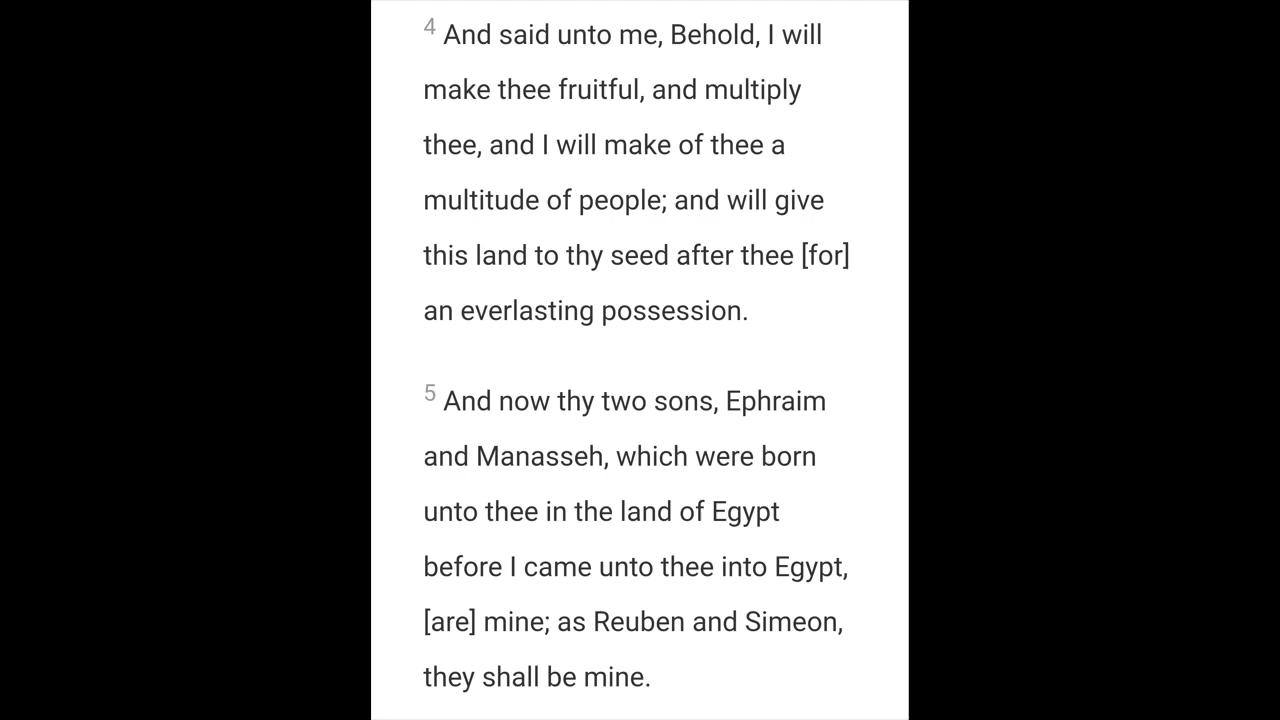 4 And said unto me, Behold, I will
make thee fruitful, and multiply
thee, and I will make of thee a
multitude of people; and will give
this land to thy seed after thee [for]
an everlasting possession.
5 And now thy two sons, Ephraim
and Manasseh, which were born
unto thee in the land of Egypt
before I came unto thee into Egypt,
[are] mine; as Reuben and Simeon,
they shall be mine.